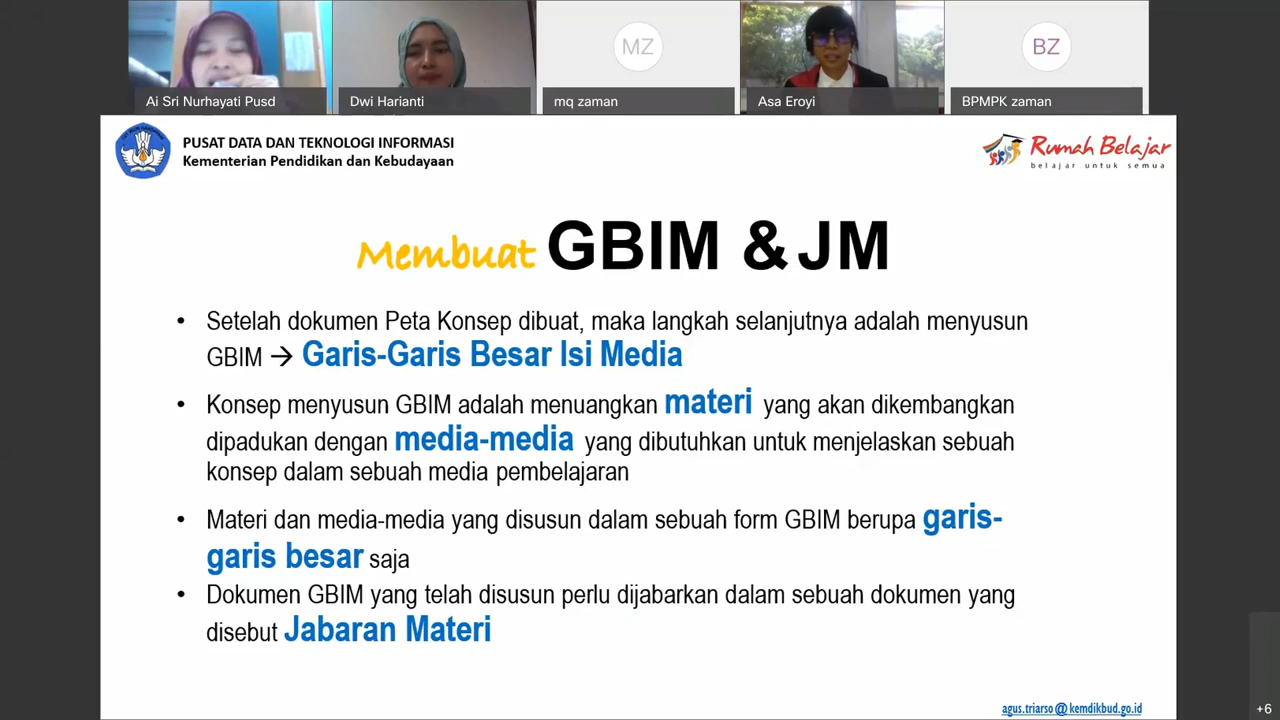 MZ
BZ
Ai Sri Nurhayati Pusd
Dwi Harianti
mq zaman
Asa Eroyi
BPMPK zaman
PUSAT DATA DAN TEKNOLOGI INFORMASI
Kementerian Pendidikan dan Kebudayaan
Rumah Belajar
belajar untuk semua
Membuat GBIM & JM
• Setelah dokumen Peta Konsep dibuat, maka langkah selanjutnya adalah menyusun
GBIM → Garis-Garis Besar Isi Media
• Konsep menyusun GBIM adalah menuangkan materi yang akan dikembangkan
dipadukan dengan media-media yang dibutuhkan untuk menjelaskan sebuah
konsep dalam sebuah media pembelajaran
• Materi dan media-media yang disusun dalam sebuah form GBIM berupa garis-
garis besar saja
• Dokumen GBIM yang telah disusun perlu dijabarkan dalam sebuah dokumen yang
disebut Jabaran Materi
agus.triarso@kemdikbud.go.id
+6